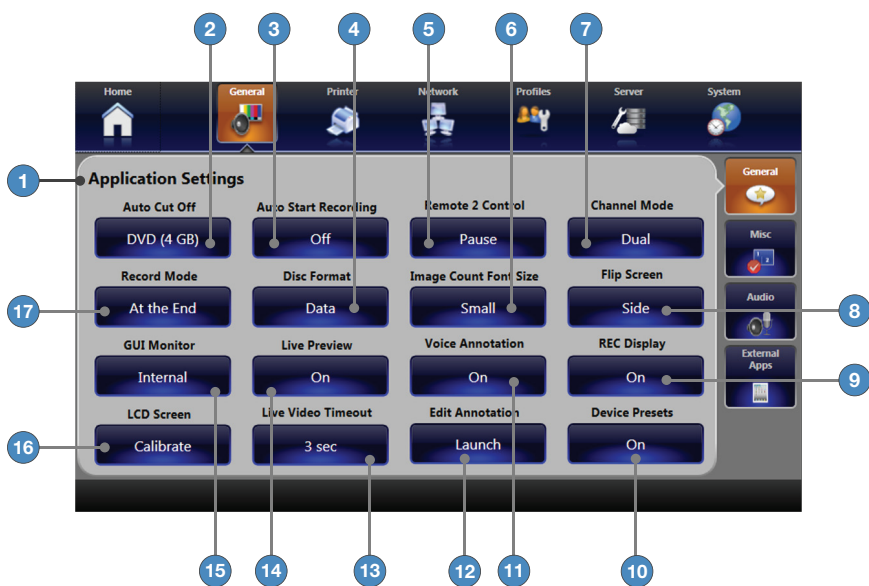 2 3 4 5 6 7
Home General Printer Network Profiles Server System
1
Application Settings
General
Auto Cut Off Auto Start Recording Remote 2 Control Channel Mode
DVD (4 GB) Off Pause Dual
Misc
Record Mode Disc Format Image Count Font Size Flip Screen
17 At the End Data Small Side 8
Audio
GUI Monitor Live Preview Voice Annotation REC Display
Internal On On On 9
External
Apps
LCD Screen Live Video Timeout Edit Annotation Device Presets
16 Calibrate 3 sec Launch On
15 14 13 12 11 10